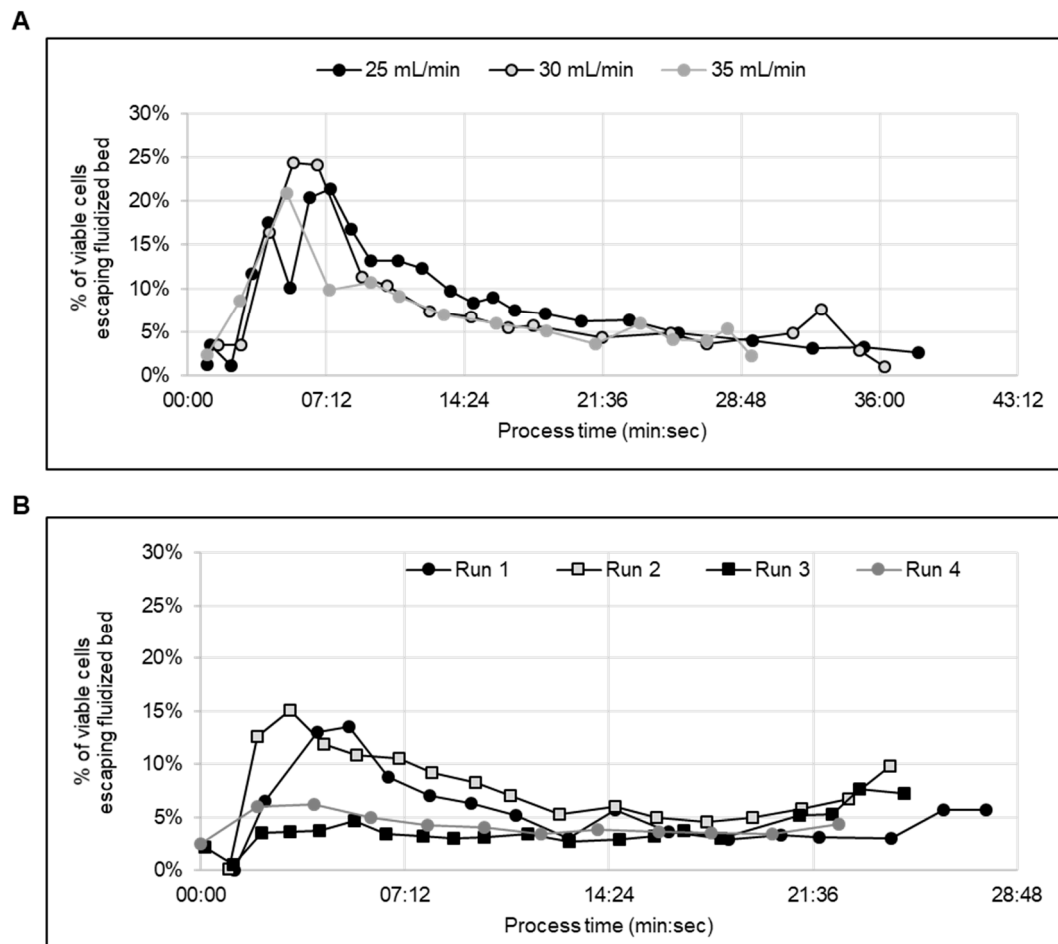 A
25 mL/min 30 mL/min 35 mL/min
30%
25%
20%
15%
10%
5%
0%
% of viable cells
escaping fluidized bed
00:00 07:12 14:24 21:36 28:48 36:00 43:12
Process time (min:sec)
B
Run 1 Run 2 Run 3 Run 4
30%
25%
20%
15%
10%
5%
0%
% of viable cells
escaping fluidized bed
00:00 07:12 14:24 21:36 28:48
Process time (min:sec)